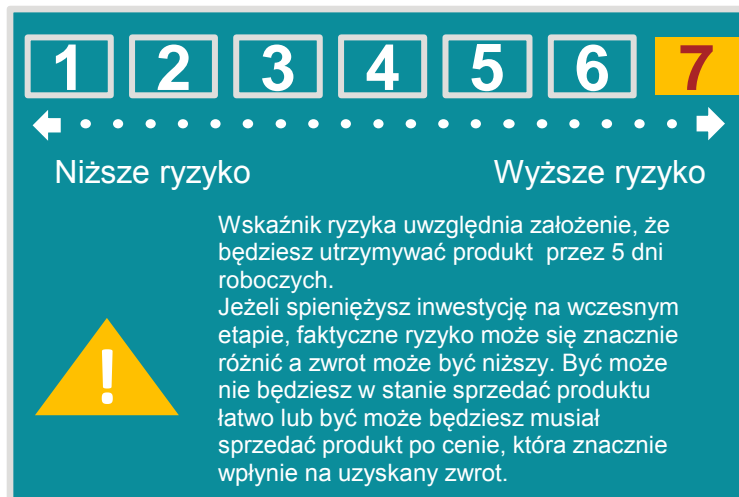 1 2 3 4 5 6 7
Niższe ryzyko Wyższe ryzyko
Wskaźnik ryzyka uwzględnia założenie, że
będziesz utrzymywać produkt przez 5 dni
roboczych.
Jeżeli spieniężysz inwestycję na wczesnym
etapie, faktyczne ryzyko może się znacznie
różnić a zwrot może być niższy. Być może
nie będziesz w stanie sprzedać produktu
łatwo lub być może będziesz musiał
sprzedać produkt po cenie, która znacznie
wpłynie na uzyskany zwrot.
!